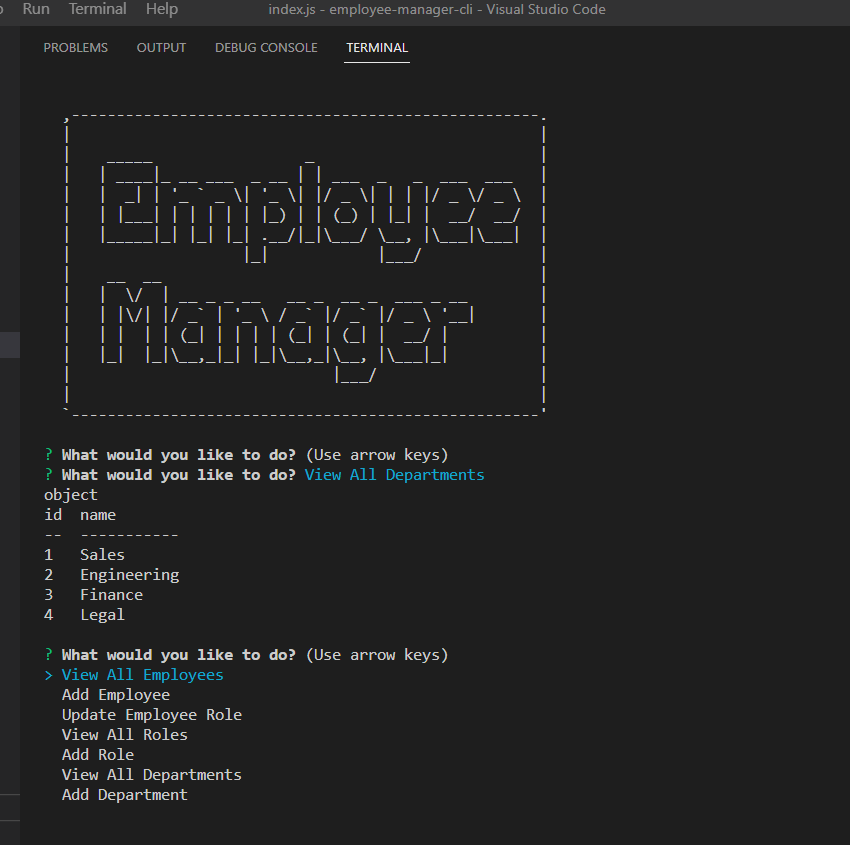 Run Terminal Help index.js - employee-manager-cli - Visual Studio Code
PROBLEMS OUTPUT DEBUG CONSOLE TERMINAL
Employee
Manager
? What would you like to do? (Use arrow keys)
? What would you like to do? View All Departments
object
id name
-- -----------
1 Sales
2 Engineering
3 Finance
4 Legal
? What would you like to do? (Use arrow keys)
> View All Employees
Add Employee
Update Employee Role
View All Roles
Add Role
View All Departments
Add Department